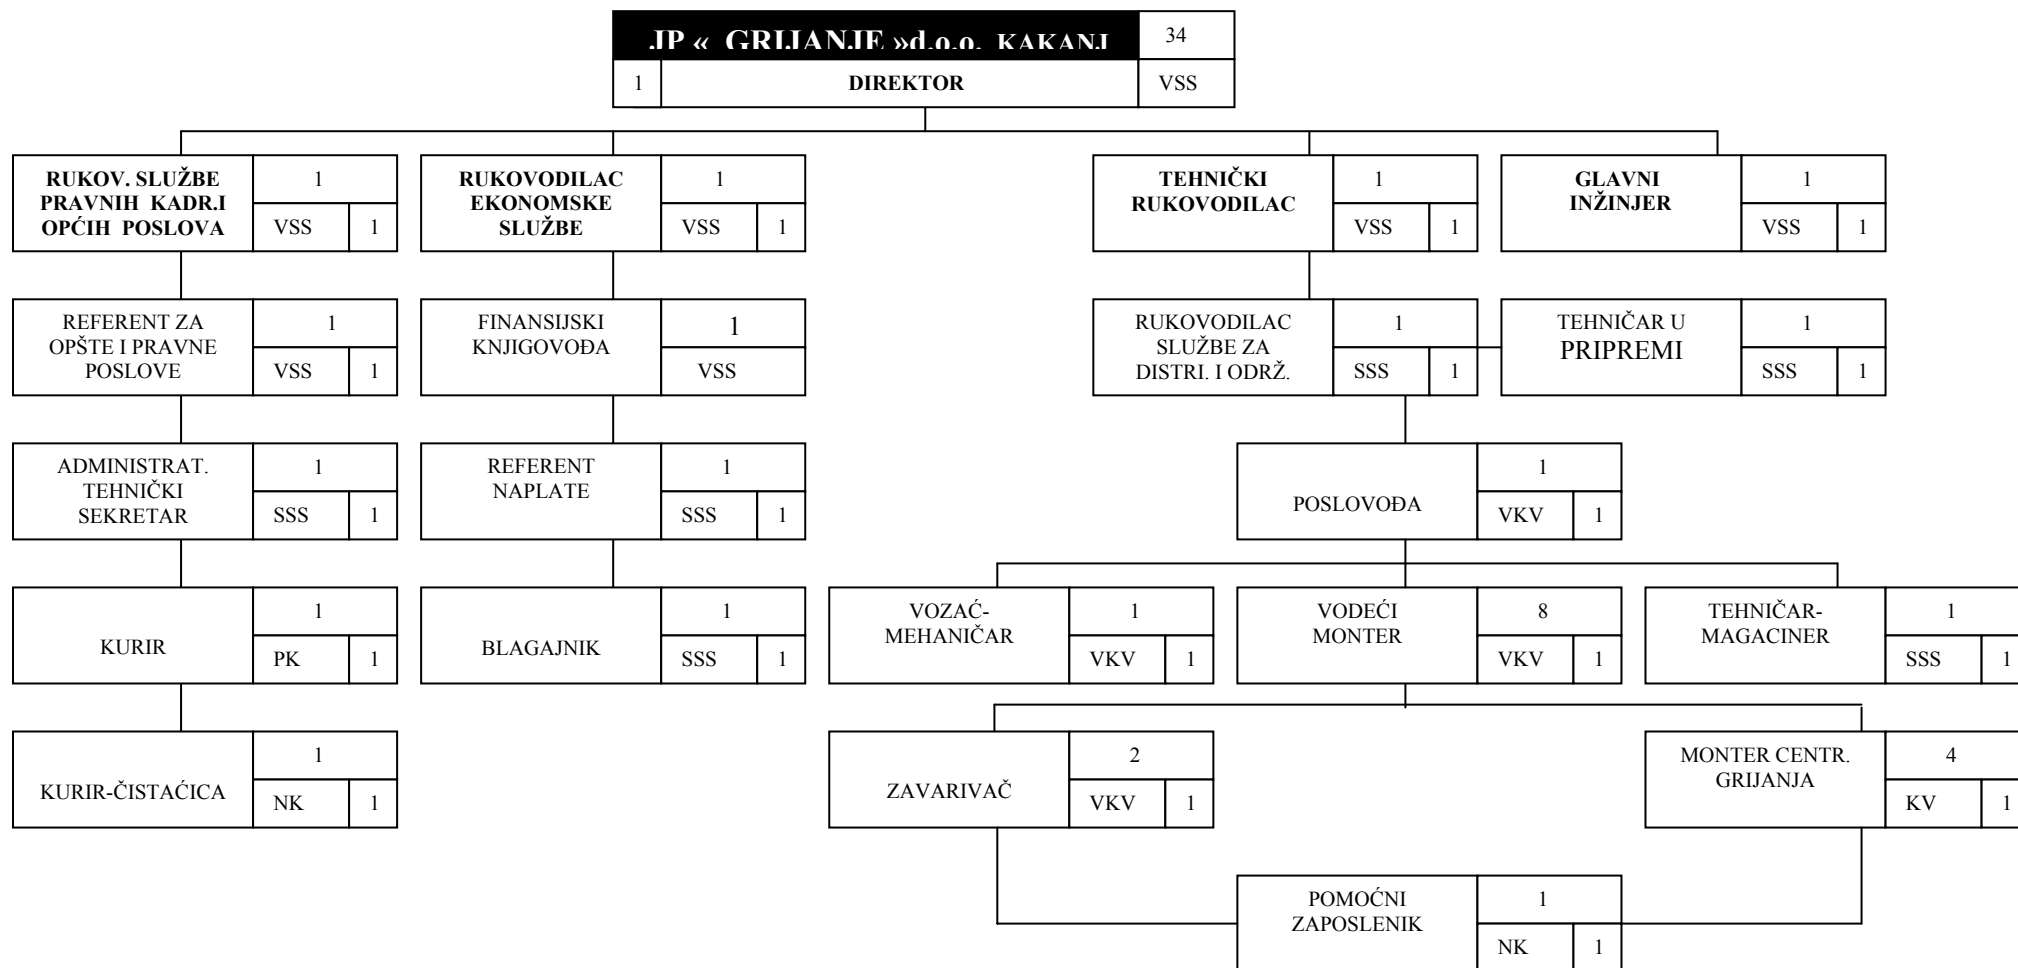 JP « GRIJANJE »d.o.o. KAKANJ
34
1
DIREKTOR
VSS
RUKOV. SLUŽBE
PRAVNIH KADR.I
OPĆIH POSLOVA
1
VSS
1
RUKOVODILAC
EKONOMSKE
SLUŽBE
1
VSS
1
TEHNIČKI
RUKOVODILAC
1
VSS
1
GLAVNI
INŽINJER
1
VSS
1
REFERENT ZA
OPŠTE I PRAVNE
POSLOVE
1
VSS
1
FINANSIJSKI
KNJIGOVOĐA
1
VSS
RUKOVODILAC
SLUŽBE ZA
DISTRI. I ODRŽ.
1
SSS
1
TEHNIČAR U
PRIPREMI
1
SSS
1
ADMINISTRAT.
TEHNIČKI
SEKRETAR
1
SSS
1
REFERENT
NAPLATE
1
SSS
1
POSLOVOĐA
1
VKV
1
KURIR
1
PK
1
BLAGAJNIK
1
SSS
1
VOZAĆ-
MEHANIČAR
1
VKV
1
VODEĆI
MONTER
8
VKV
1
TEHNIČAR-
MAGACINER
1
SSS
1
KURIR-ČISTAĆICA
1
NK
1
ZAVARIVAČ
2
VKV
1
MONTER CENTR.
GRIJANJA
4
KV
1
POMOĆNI
ZAPOSLENIK
1
NK
1